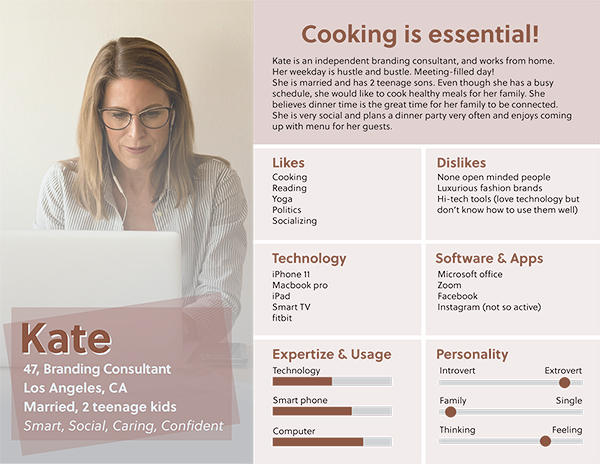 Cooking is essential!
Kate is an independent branding consultant, and works from home.
Her weekday is hustle and bustle. Meeting-filled day!
She is married and has 2 teenage sons. Even though she has a busy
schedule, she would like to cook healthy meals for her family. She
believes dinner time is the great time for her family to be connected.
She is very social and plans a dinner party very often and enjoys coming
up with menu for her guests.
Likes
Cooking
Reading
Yoga
Politics
Socializing
Dislikes
None open minded people
Luxurious fashion brands
Hi-tech tools (love technology but
don't know how to use them well)
Technology
iPhone 11
Macbook pro
iPad
Smart TV
fitbit
Software & Apps
Microsoft office
Zoom
Facebook
Instagram (not so active)
Kate
47, Branding Consultant
Los Angeles, CA
Married, 2 teenage kids
Smart, Social, Caring, Confident
Expertize & Usage
Technology
Smart phone
Computer
Personality
Introvert Extrovert
Family Single
Thinking Feeling